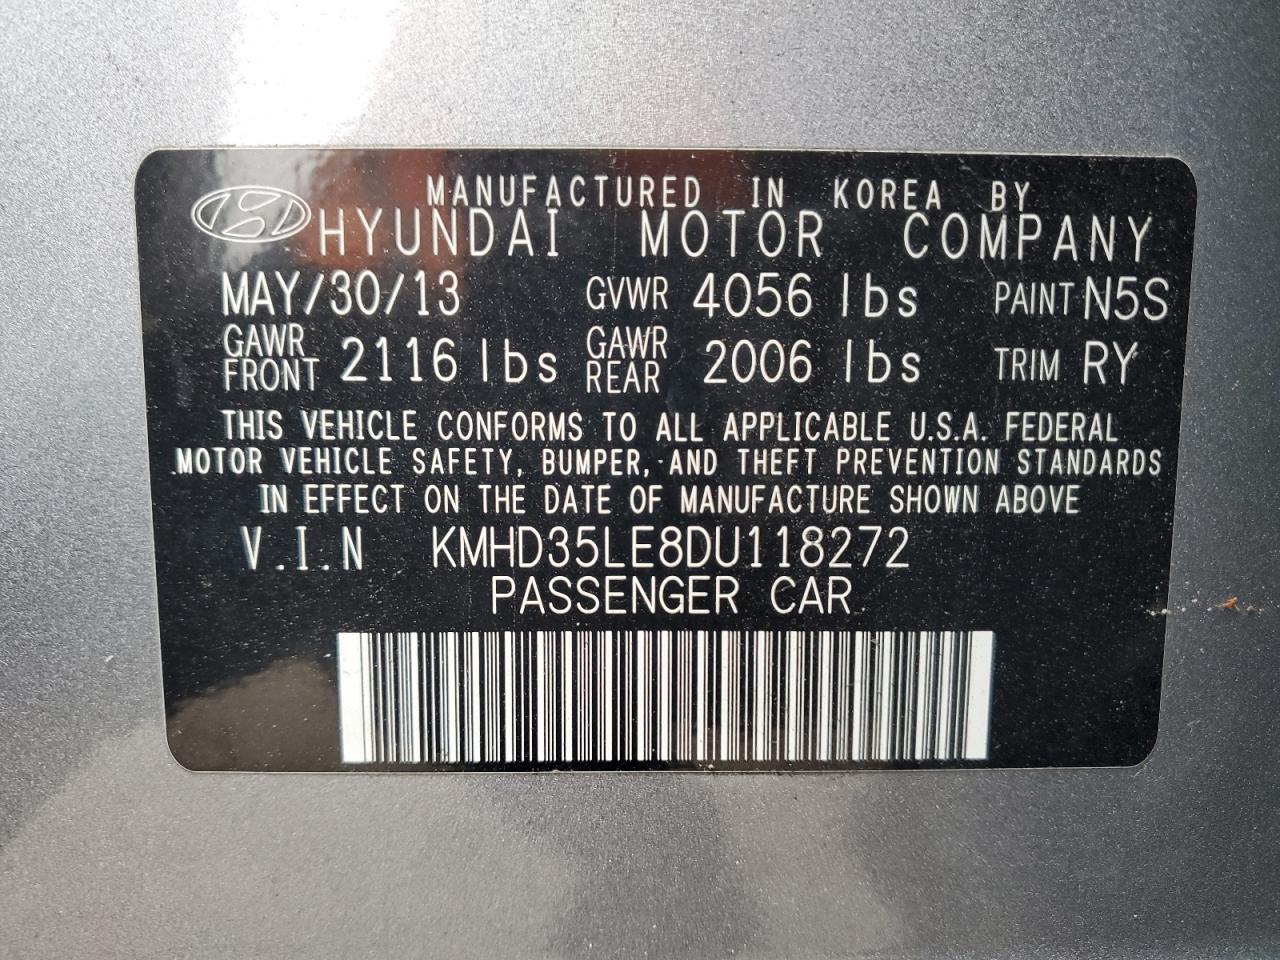 MANUFACTURED IN KOREA BY
HYUNDAI MOTOR COMPANY
MAY/30/13 GVWR 4056 lbs PAINT N5S
GAWR FRONT 2116 lbs GAWR REAR 2006 lbs TRIM RY
THIS VEHICLE CONFORMS TO ALL APPLICABLE U.S.A. FEDERAL
MOTOR VEHICLE SAFETY, BUMPER, AND THEFT PREVENTION STANDARDS
IN EFFECT ON THE DATE OF MANUFACTURE SHOWN ABOVE
V.I.N KMHD35LE8DU118272
PASSENGER CAR